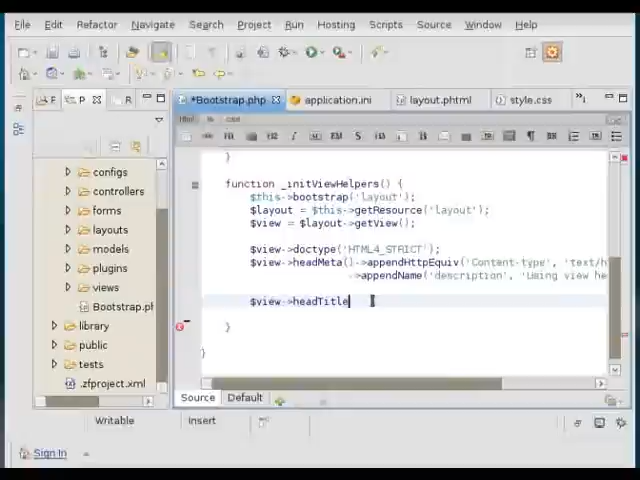 File Edit Refactor Navigate Search Project Run Hosting Scripts Source Window Help
F P R
*Bootstrap.php application.ini layout.phtml style.css
configs
controllers
forms
layouts
models
plugins
views
Bootstrap.ph
library
public
tests
.zfproject.xml
}
function _initViewHelpers() {
$this->bootstrap('layout');
$layout = $this->getResource('layout');
$view = $layout->getView();
$view->doctype('HTML4_STRICT');
$view->headMeta()->appendHttpEquiv('Content-type', 'text/h
->appendName('description', 'Using view he
$view->headTitle
}
}
Source Default
Writable Insert
Sign In